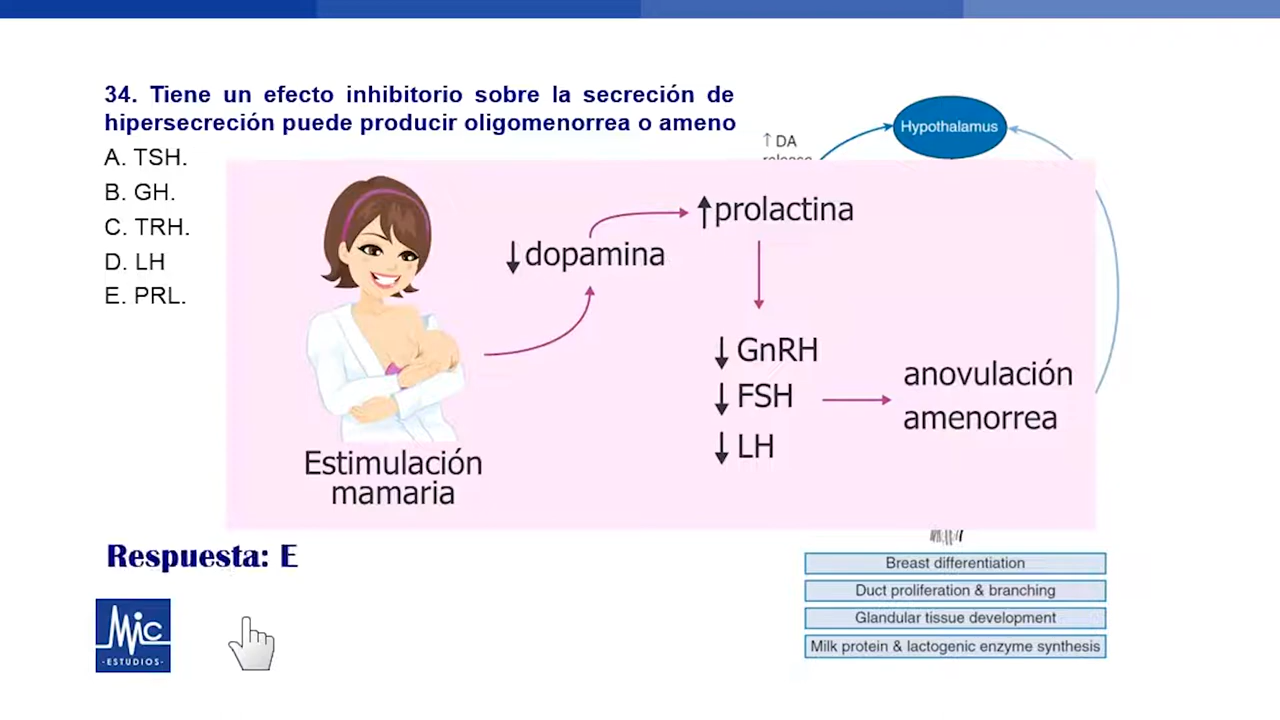 34. Tiene un efecto inhibitorio sobre la secreción de
hipersecreción puede producir oligomenorrea o ameno
A. TSH.
B. GH.
C. TRH.
D. LH
E. PRL.
Hypothalamus
↑ DA
release
↑prolactina
↓dopamina
↓ GnRH
↓ FSH
↓ LH
anovulación
amenorrea
Estimulación
mamaria
Respuesta: E
Breast differentiation
Duct proliferation & branching
Glandular tissue development
Milk protein & lactogenic enzyme synthesis
Mic
·ESTUDIOS·